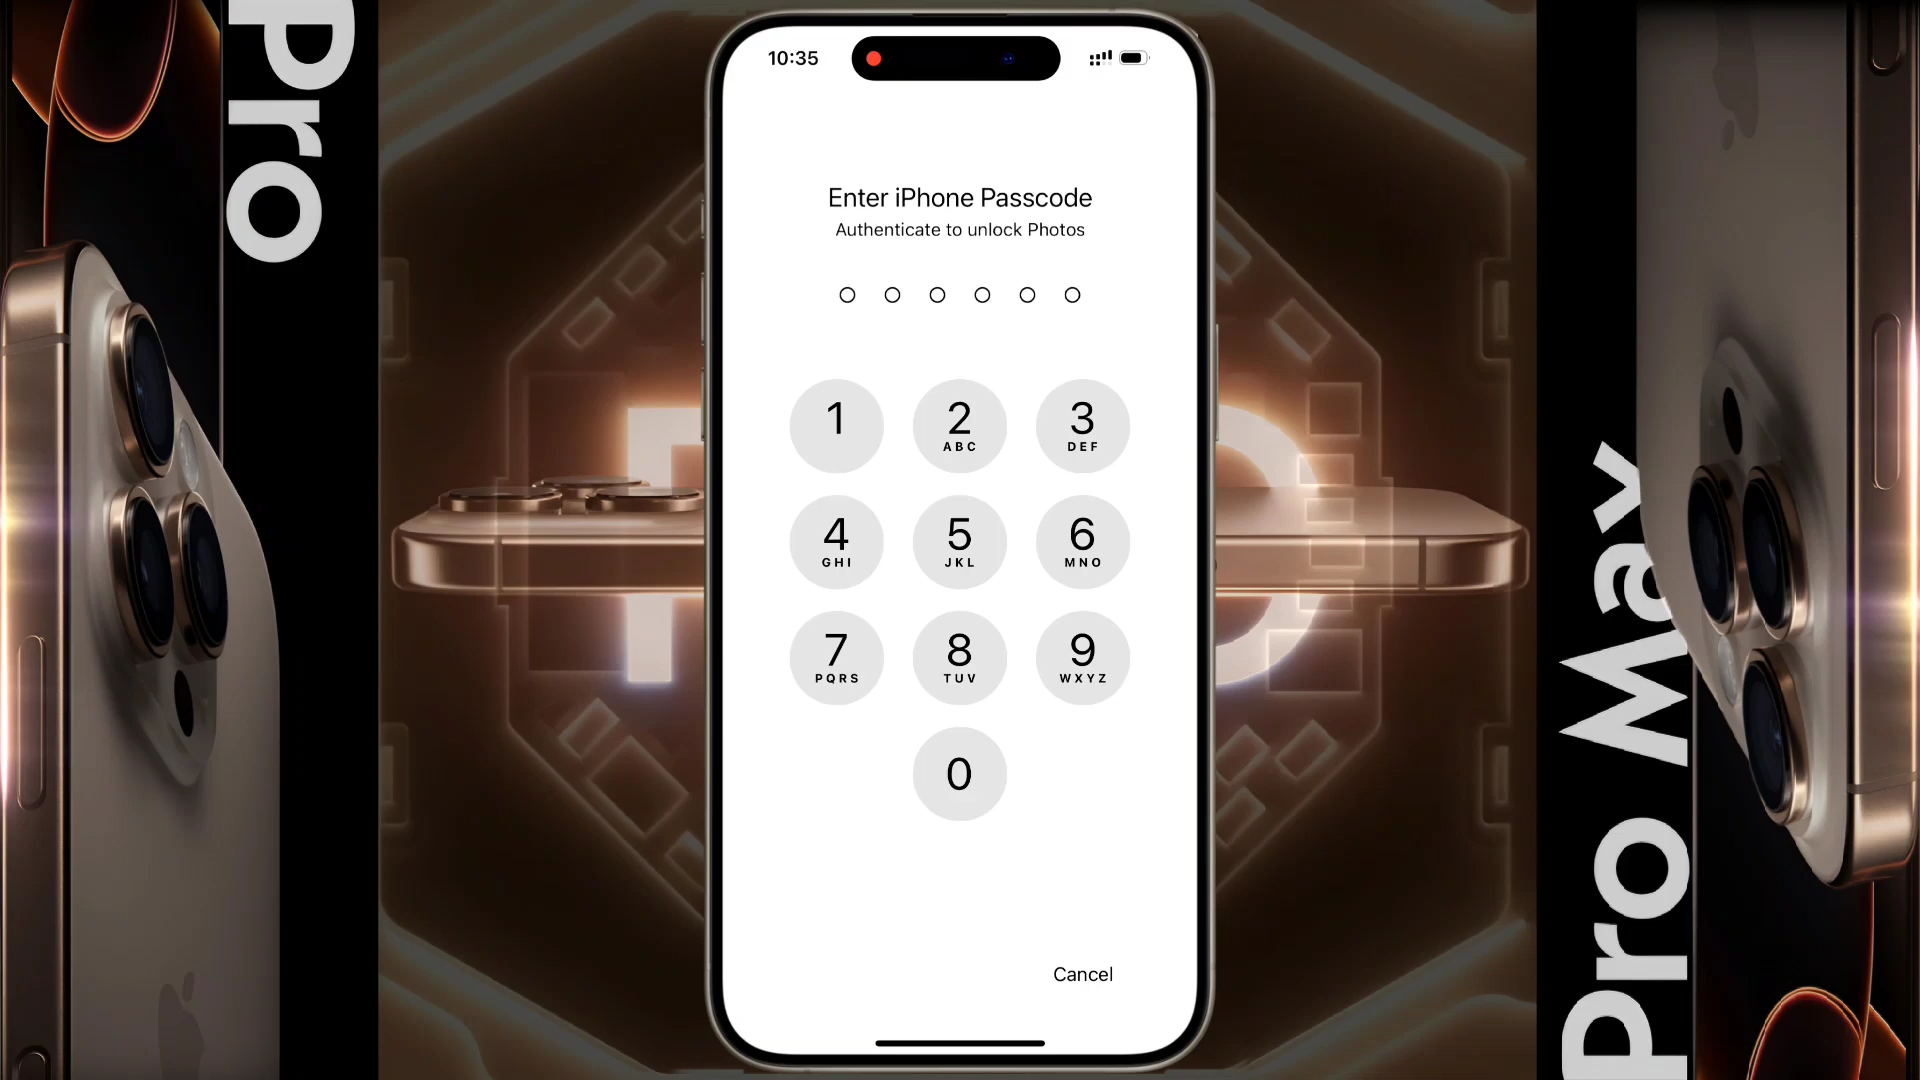 Pro
10:35
Enter iPhone Passcode
Authenticate to unlock Photos
1
2
ABC
3
DEF
4
GHI
5
JKL
6
MNO
7
PQRS
8
TUV
9
WXYZ
0
Cancel
Pro Max